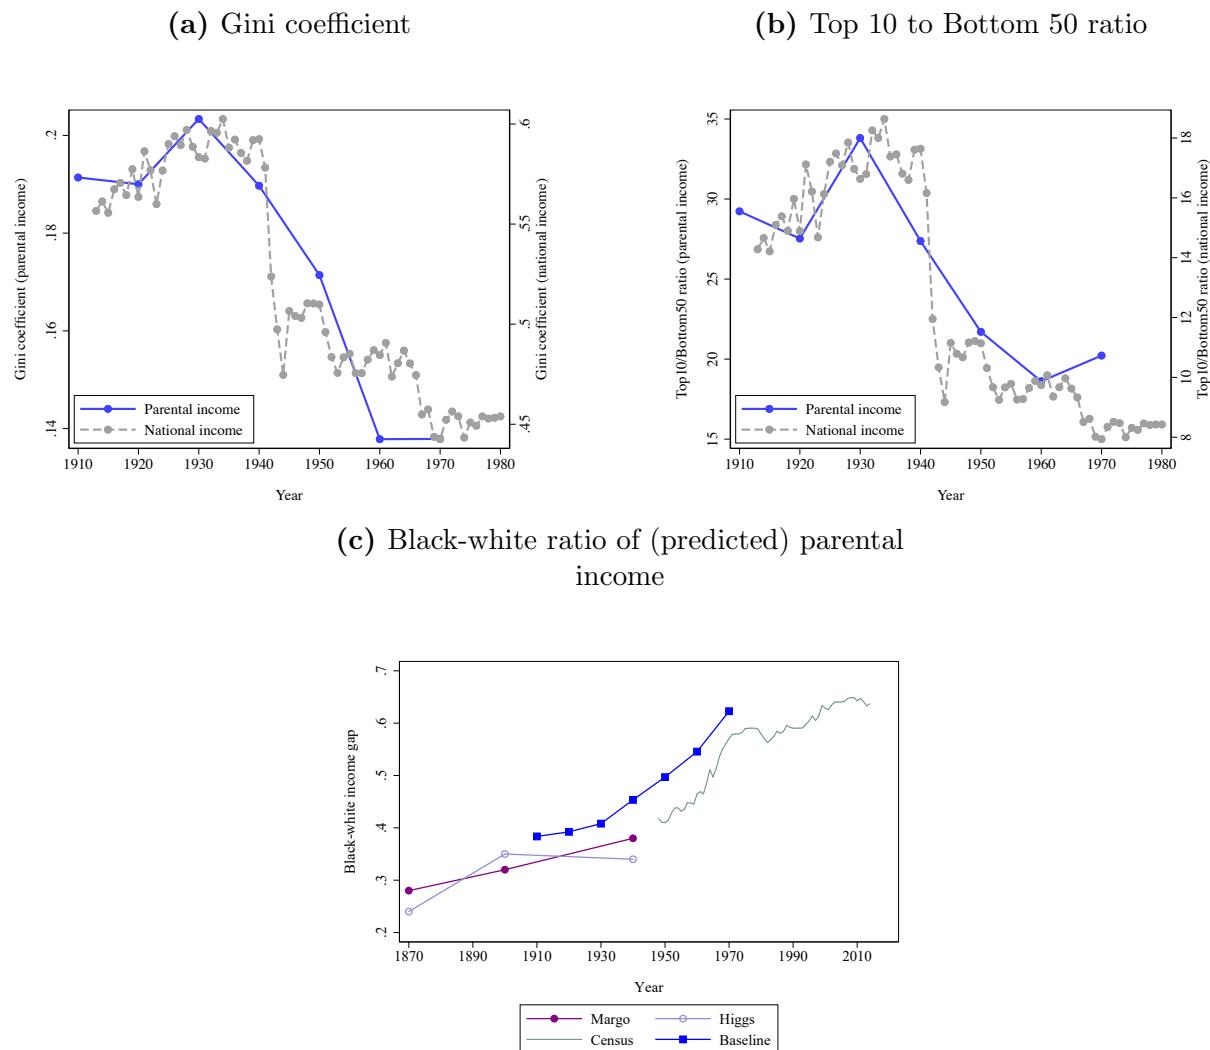 (a) Gini coefficient
.2
.18
.16
.14
Gini coefficient (parental income)
.6
.55
.5
.45
Gini coefficient (national income)
Parental income
National income
1910 1920 1930 1940 1950 1960 1970 1980
Year
(b) Top 10 to Bottom 50 ratio
35
30
25
20
15
Top10/Bottom50 ratio (parental income)
18
16
14
12
10
8
Top10/Bottom50 ratio (national income)
Parental income
National income
1910 1920 1930 1940 1950 1960 1970 1980
Year
(c) Black-white ratio of (predicted) parental
income
.7
.6
.5
.4
.3
.2
Black-white income gap
1870 1890 1910 1930 1950 1970 1990 2010
Year
Margo Higgs
Census Baseline